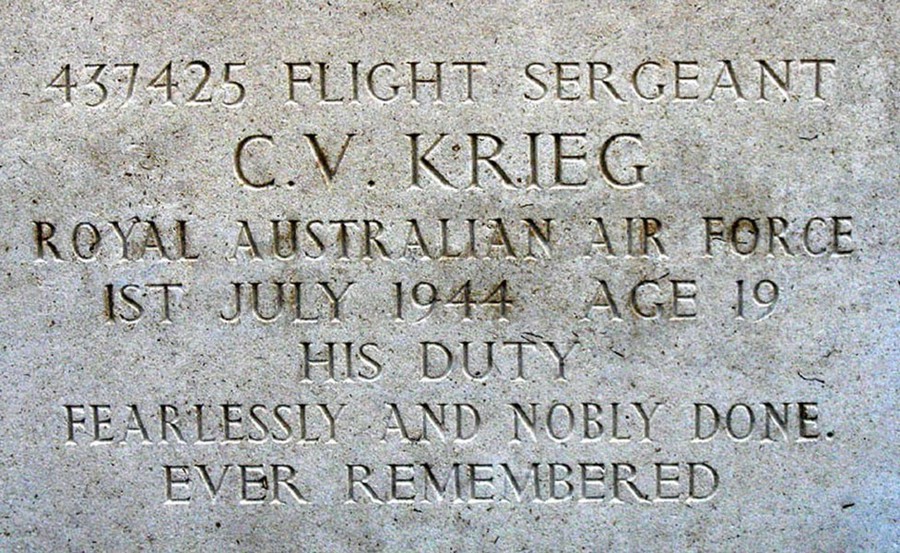 437425 FLIGHT SERGEANT
C.V. KRIEG
ROYAL AUSTRALIAN AIR FORCE
1ST JULY 1944 AGE 19
HIS DUTY
FEARLESSLY AND NOBLY DONE.
EVER REMEMBERED